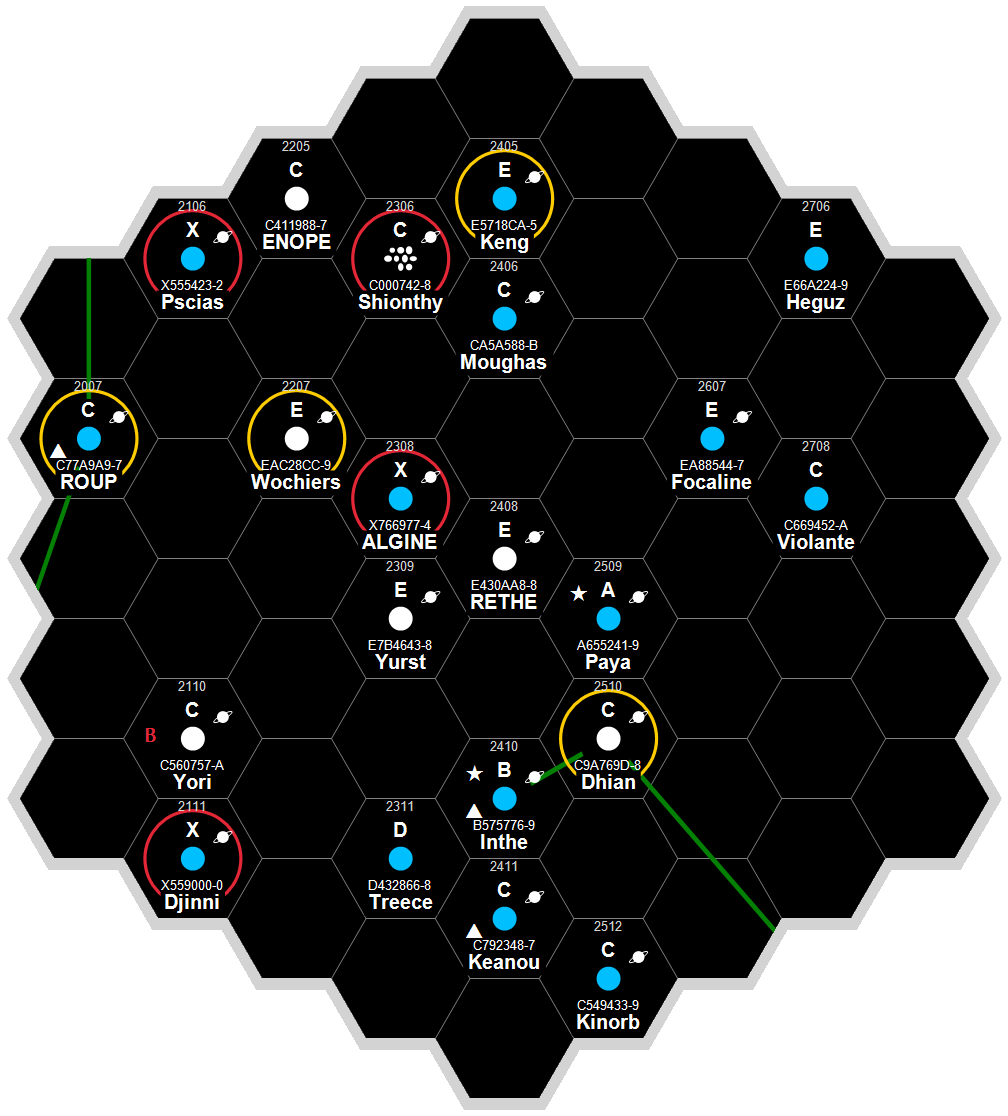 2205
C
C411988-7
ENOPE
2405
E
E5718CA-5
Keng
2106
X
X555423-2
Pscias
2306
C
C000742-8
Shionthy
2706
E
E66A224-9
Heguz
2406
C
CA5A588-B
Moughas
2007
C
C77A9A9-7
ROUP
2207
E
EAC28CC-9
Wochiers
2607
E
EA88544-7
Focaline
2308
X
X766977-4
ALGINE
2708
C
C669452-A
Violante
2408
E
E430AA8-8
RETHE
2309
E
E7B4643-8
Yurst
2509
A
A655241-9
Paya
2110
C
B
C560757-A
Yori
2510
C
C9A769D-8
Dhian
2410
B
B575776-9
Inthe
2111
X
X559000-0
Djinni
2311
D
D432866-8
Treece
2411
C
C792348-7
Keanou
2512
C
C549433-9
Kinorb